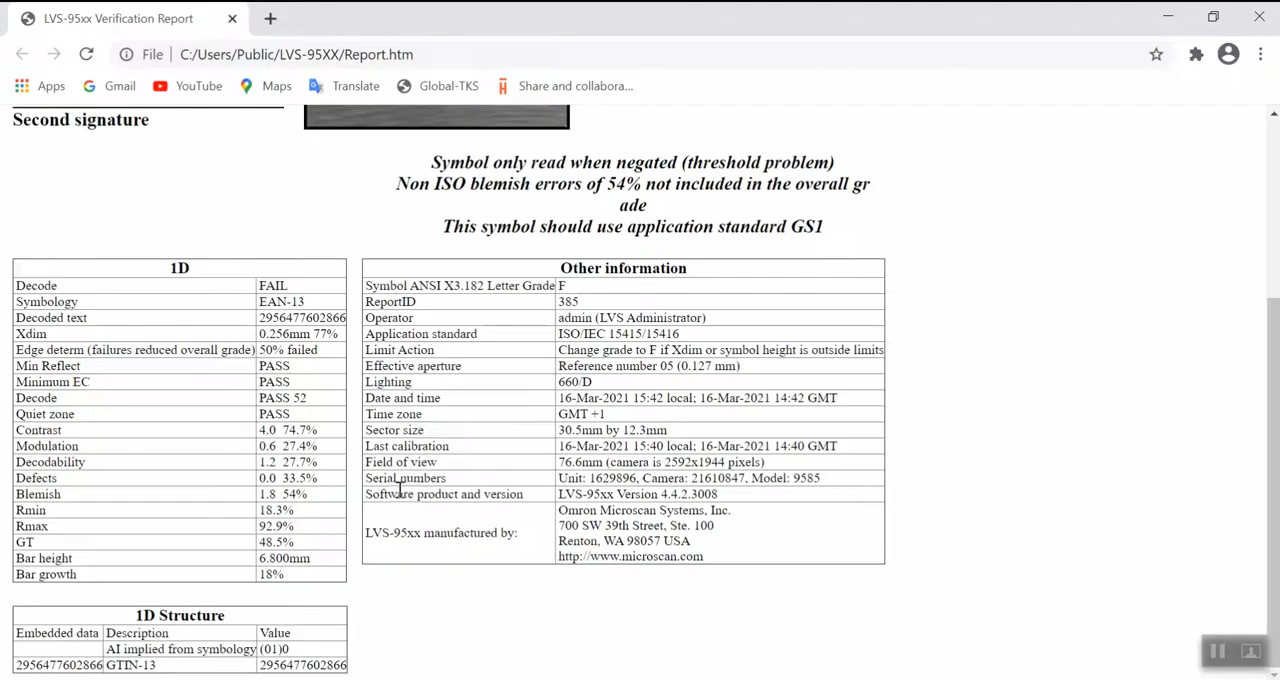 LVS-95xx Verification Report
File | C:/Users/Public/LVS-95XX/Report.htm
Apps Gmail YouTube Maps Translate Global-TKS Share and collabora...
Second signature
Symbol only read when negated (threshold problem)
Non ISO blemish errors of 54% not included in the overall gr
ade
This symbol should use application standard GS1
1D
Decode FAIL
Symbology EAN-13
Decoded text 2956477602866
Xdim 0.256mm 77%
Edge determ (failures reduced overall grade) 50% failed
Min Reflect PASS
Minimum EC PASS
Decode PASS 52
Quiet zone PASS
Contrast 4.0 74.7%
Modulation 0.6 27.4%
Decodability 1.2 27.7%
Defects 0.0 33.5%
Blemish 1.8 54%
Rmin 18.3%
Rmax 92.9%
GT 48.5%
Bar height 6.800mm
Bar growth 18%
Other information
Symbol ANSI X3.182 Letter Grade F
ReportID 385
Operator admin (LVS Administrator)
Application standard ISO/IEC 15415/15416
Limit Action Change grade to F if Xdim or symbol height is outside limits
Effective aperture Reference number 05 (0.127 mm)
Lighting 660/D
Date and time 16-Mar-2021 15:42 local; 16-Mar-2021 14:42 GMT
Time zone GMT +1
Sector size 30.5mm by 12.3mm
Last calibration 16-Mar-2021 15:40 local; 16-Mar-2021 14:40 GMT
Field of view 76.6mm (camera is 2592x1944 pixels)
Serial numbers Unit: 1629896, Camera: 21610847, Model: 9585
Software product and version LVS-95xx Version 4.4.2.3008
LVS-95xx manufactured by: Omron Microscan Systems, Inc.
700 SW 39th Street, Ste. 100
Renton, WA 98057 USA
http://www.microscan.com
1D Structure
Embedded data Description Value
AI implied from symbology (01)0
2956477602866 GTIN-13 2956477602866